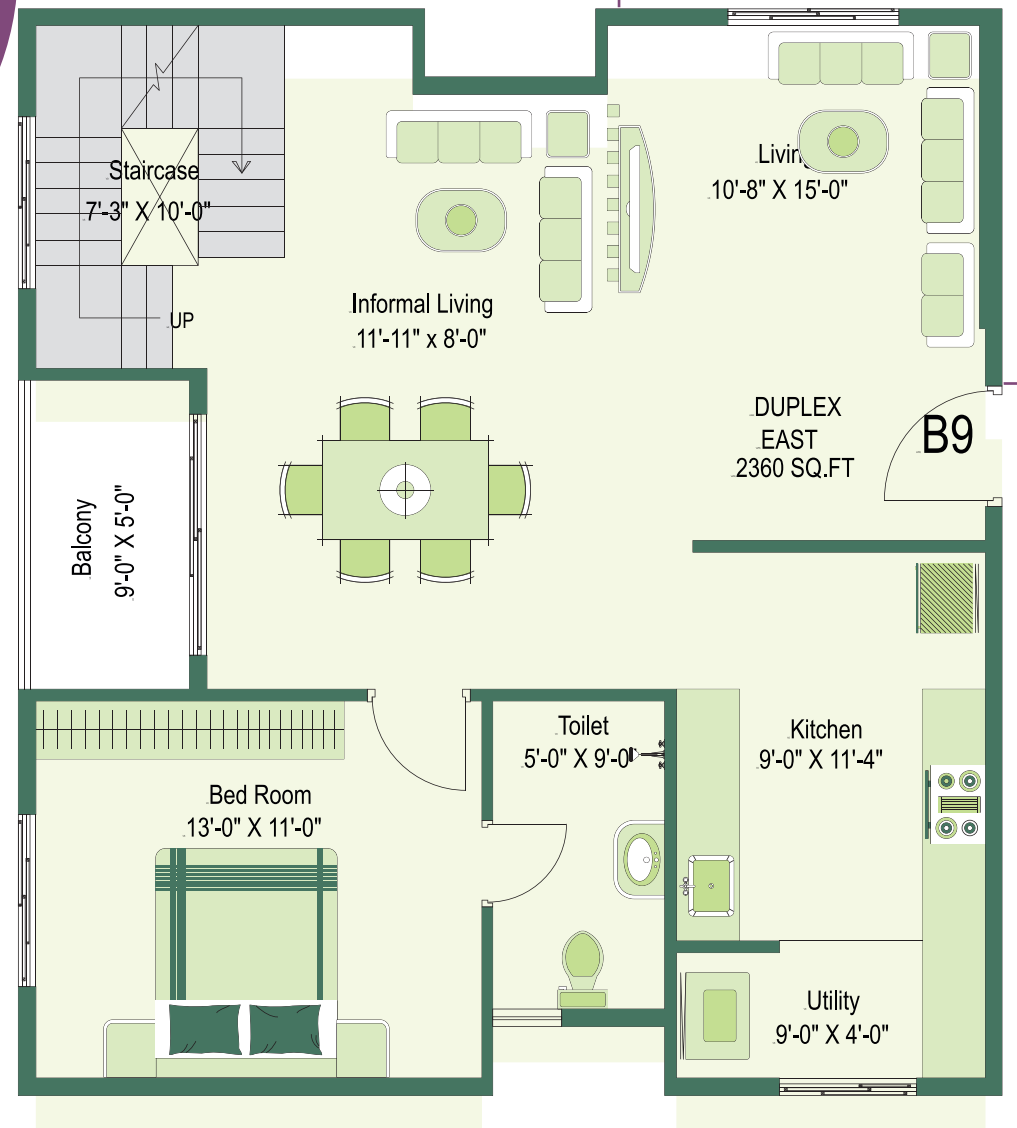 Staircase
7'-3" X 10'-0"
UP
Living
10'-8" X 15'-0"
Informal Living
11'-11" x 8'-0"
DUPLEX
EAST
2360 SQ.FT
B9
Balcony
9'-0" X 5'-0"
Toilet
5'-0" X 9'-0
Kitchen
9'-0" X 11'-4"
Bed Room
13'-0" X 11'-0"
Utility
9'-0" X 4'-0"